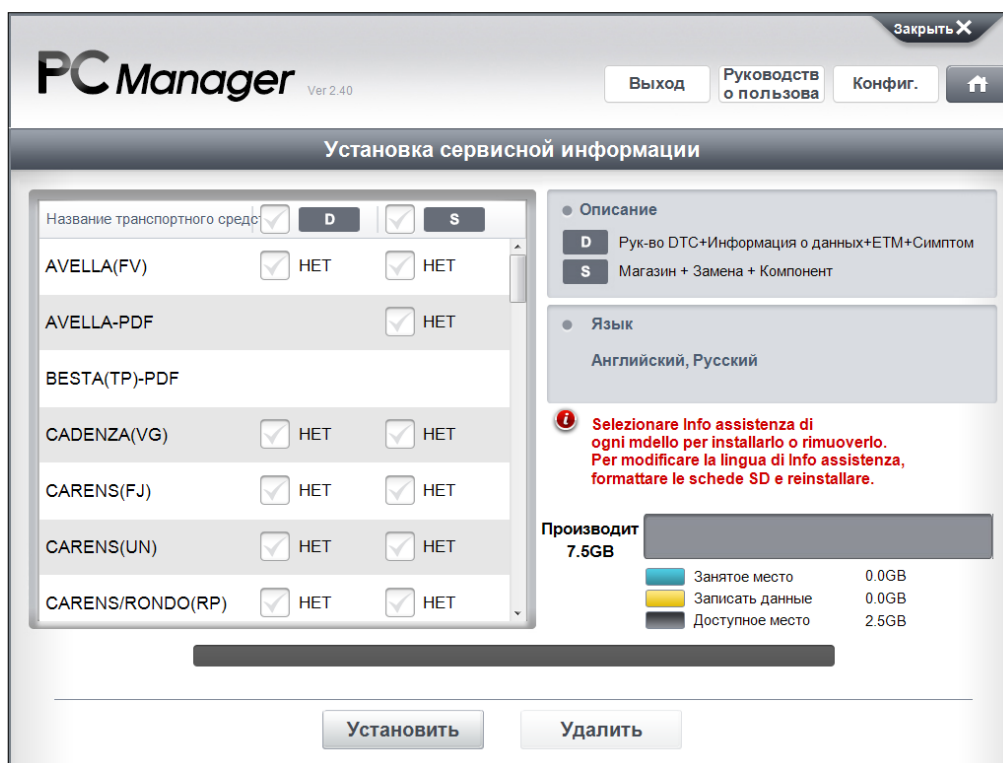 Закрыть X
PC Manager Ver 2.40
Выход
Руководств
о пользова
Конфиг.
Установка сервисной информации
Название транспортного средст D S
AVELLA(FV) НЕТ НЕТ
AVELLA-PDF НЕТ
BESTA(TP)-PDF
CADENZA(VG) НЕТ НЕТ
CARENS(FJ) НЕТ НЕТ
CARENS(UN) НЕТ НЕТ
CARENS/RONDO(RP) НЕТ НЕТ
Описание
D Рук-во DTC+Информация о данных+ETM+Симптом
S Магазин + Замена + Компонент
Язык
Английский, Русский
Selezionare Info assistenza di
ogni mdello per installarlo o rimuoverlo.
Per modificare la lingua di Info assistenza,
formattare le schede SD e reinstallare.
Производит
7.5GB
Занятое место 0.0GB
Записать данные 0.0GB
Доступное место 2.5GB
Установить
Удалить